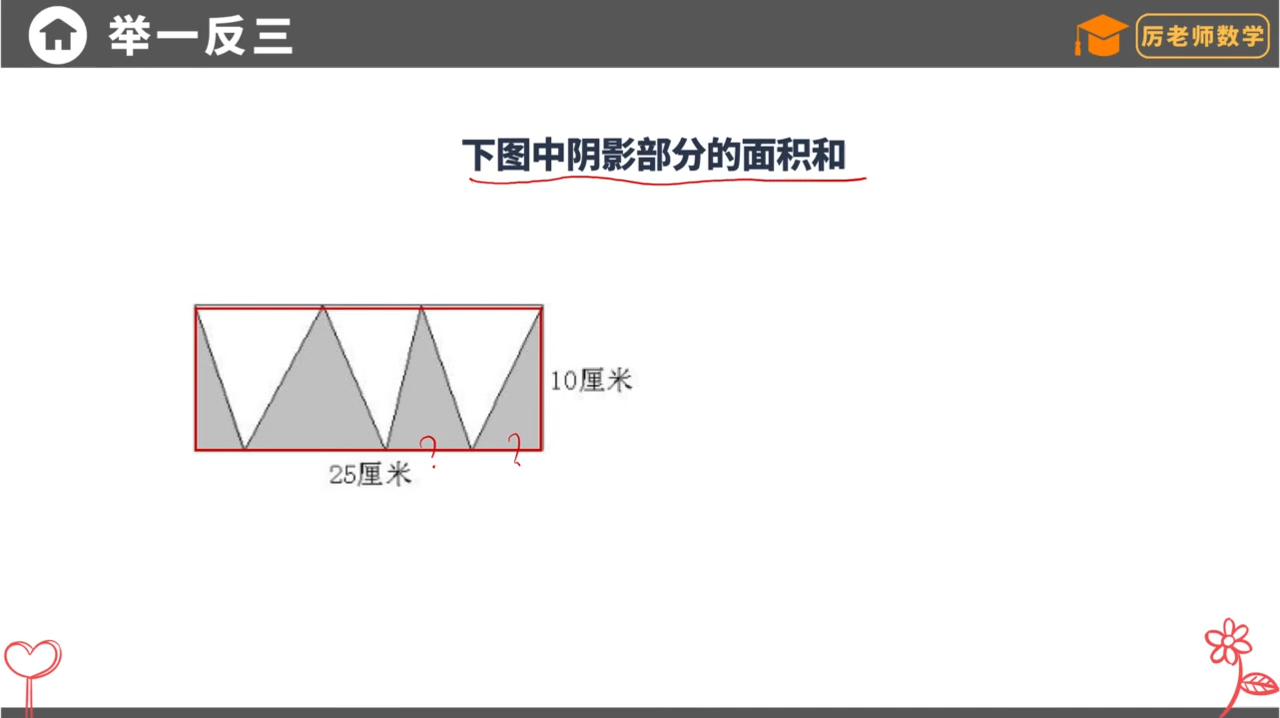 举一反三
厉老师数学
下图中阴影部分的面积和
10厘米
? ?
25厘米